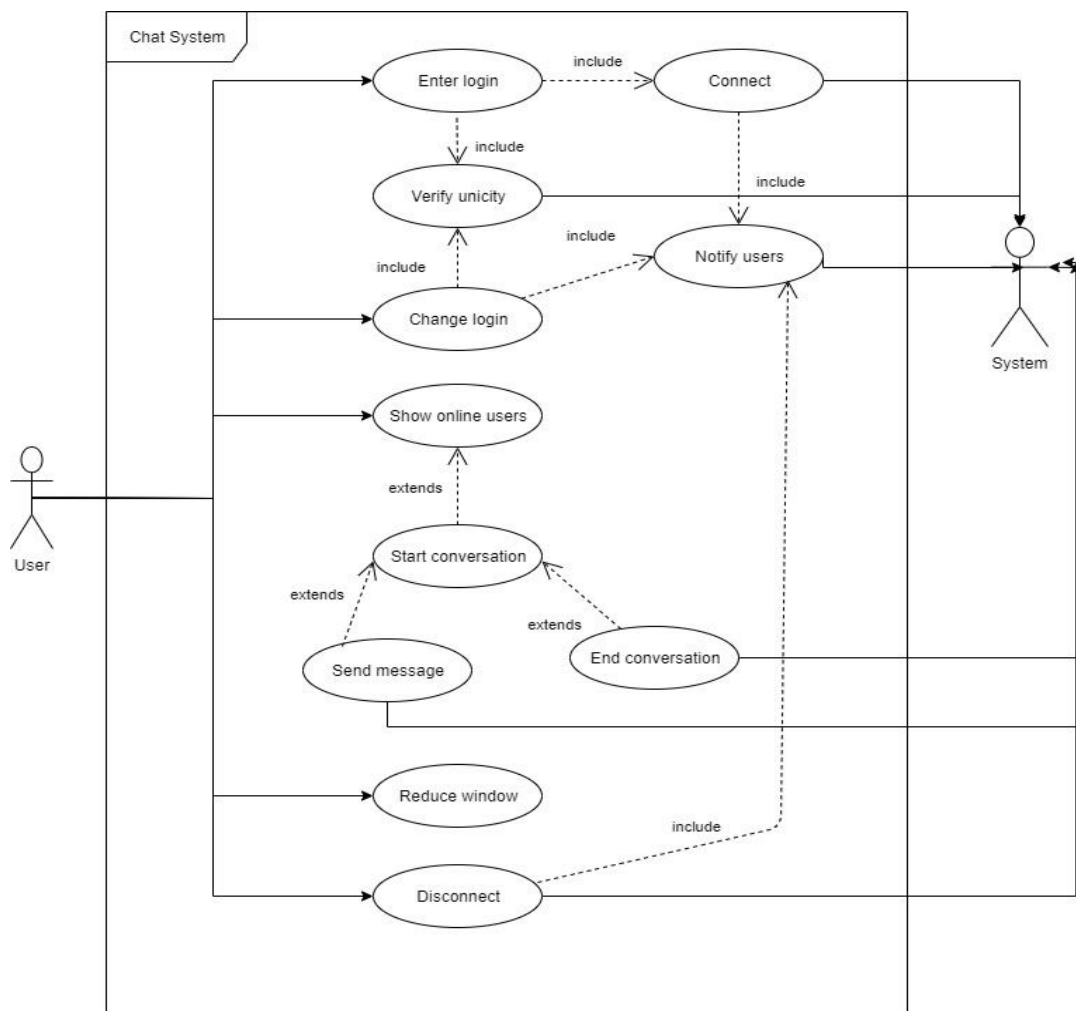 Chat System
Enter login
include
Connect
include
Verify unicity
include
include
include
Notify users
Change login
System
Show online users
extends
User
Start conversation
extends
extends
Send message
End conversation
Reduce window
include
Disconnect